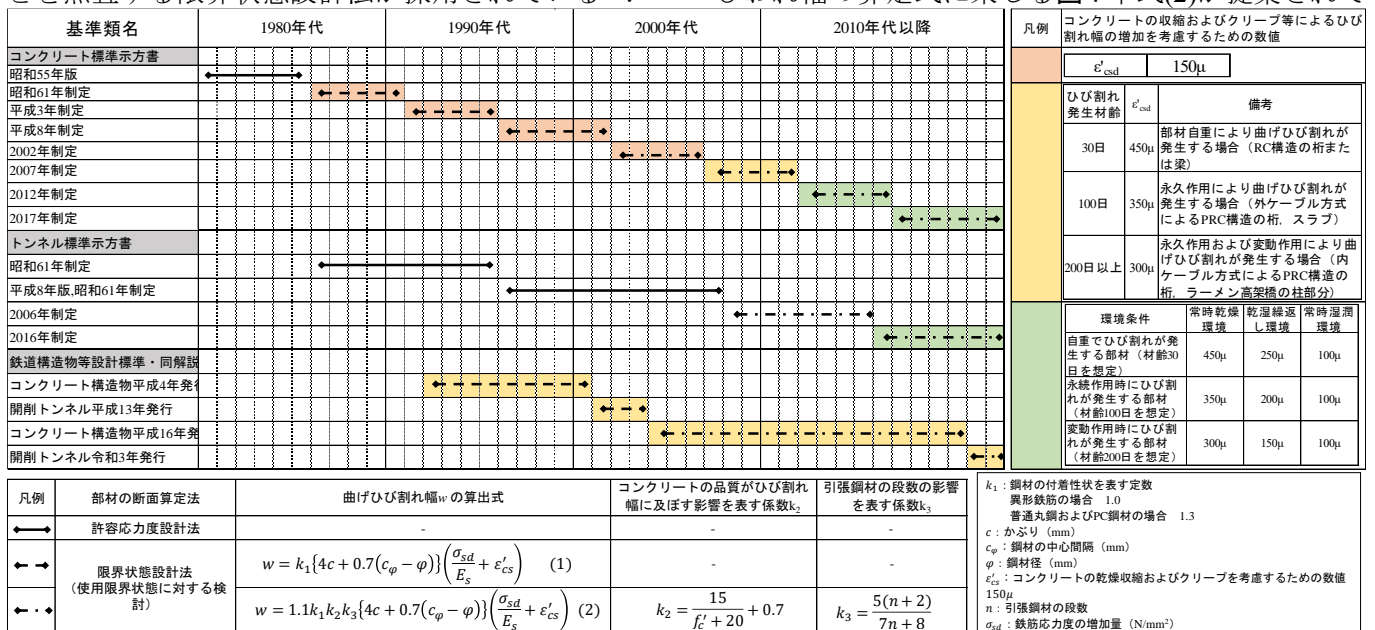 基準類名 1980年代 1990年代 2000年代 2010年代以降
コンクリート標準示方書
昭和55年版
昭和61年制定
平成3年制定
平成8年制定
2002年制定
2007年制定
2012年制定
2017年制定
トンネル標準示方書
昭和61年制定
平成8年版,昭和61年制定
2006年制定
2016年制定
鉄道構造物等設計標準・同解説
コンクリート構造物平成4年発行
開削トンネル平成13年発行
コンクリート構造物平成16年発
開削トンネル令和3年発行
凡例
コンクリートの収縮およびクリープ等によるひび
割れ幅の増加を考慮するための数値
ε'csd 150μ
ひび割れ
発生材齢 ε'csd 備考
30日 450μ
部材自重により曲げひび割れが
発生する場合（RC構造の桁また
は梁）
100日 350μ
永久作用により曲げひび割れが
発生する場合（外ケーブル方式
によるPRC構造の桁，スラブ）
200日以上 300μ
永久作用および変動作用により曲
げひび割れが発生する場合（内
ケーブル方式によるPRC構造の
桁，ラーメン高架橋の柱部分）
環境条件 常時乾燥環境 乾湿繰返し環境 常時湿潤環境
自重でひび割れが発
生する部材（材齢30
日を想定） 450μ 250μ 100μ
永続作用時にひび割
れが発生する部材
（材齢100日を想定） 350μ 200μ 100μ
変動作用時にひび割
れが発生する部材
（材齢200日を想定） 300μ 150μ 100μ
凡例 部材の断面算定法 曲げひび割れ幅wの算出式
コンクリートの品質がひび割れ
幅に及ぼす影響を表す係数k2
引張鋼材の段数の影響
を表す係数k3
許容応力度設計法 - - -
限界状態設計法
（使用限界状態に対する検
討）
w = k1{4c + 0.7(cφ − φ)}(σsd/Es + ε'cs) (1) - -
w = 1.1k1k2k3{4c + 0.7(cφ − φ)}(σsd/Es + ε'cs) (2) k2 = 15/(f'c + 20) + 0.7 k3 = 5(n + 2)/(7n + 8)
k1：鋼材の付着性状を表す定数
異形鉄筋の場合 1.0
普通丸鋼およびPC鋼材の場合 1.3
c：かぶり（mm）
cφ：鋼材の中心間隔（mm）
φ：鋼材径（mm）
ε'cs：コンクリートの乾燥収縮およびクリープを考慮するための数値
150μ
n：引張鋼材の段数
σsd：鉄筋応力度の増加量（N/mm²）